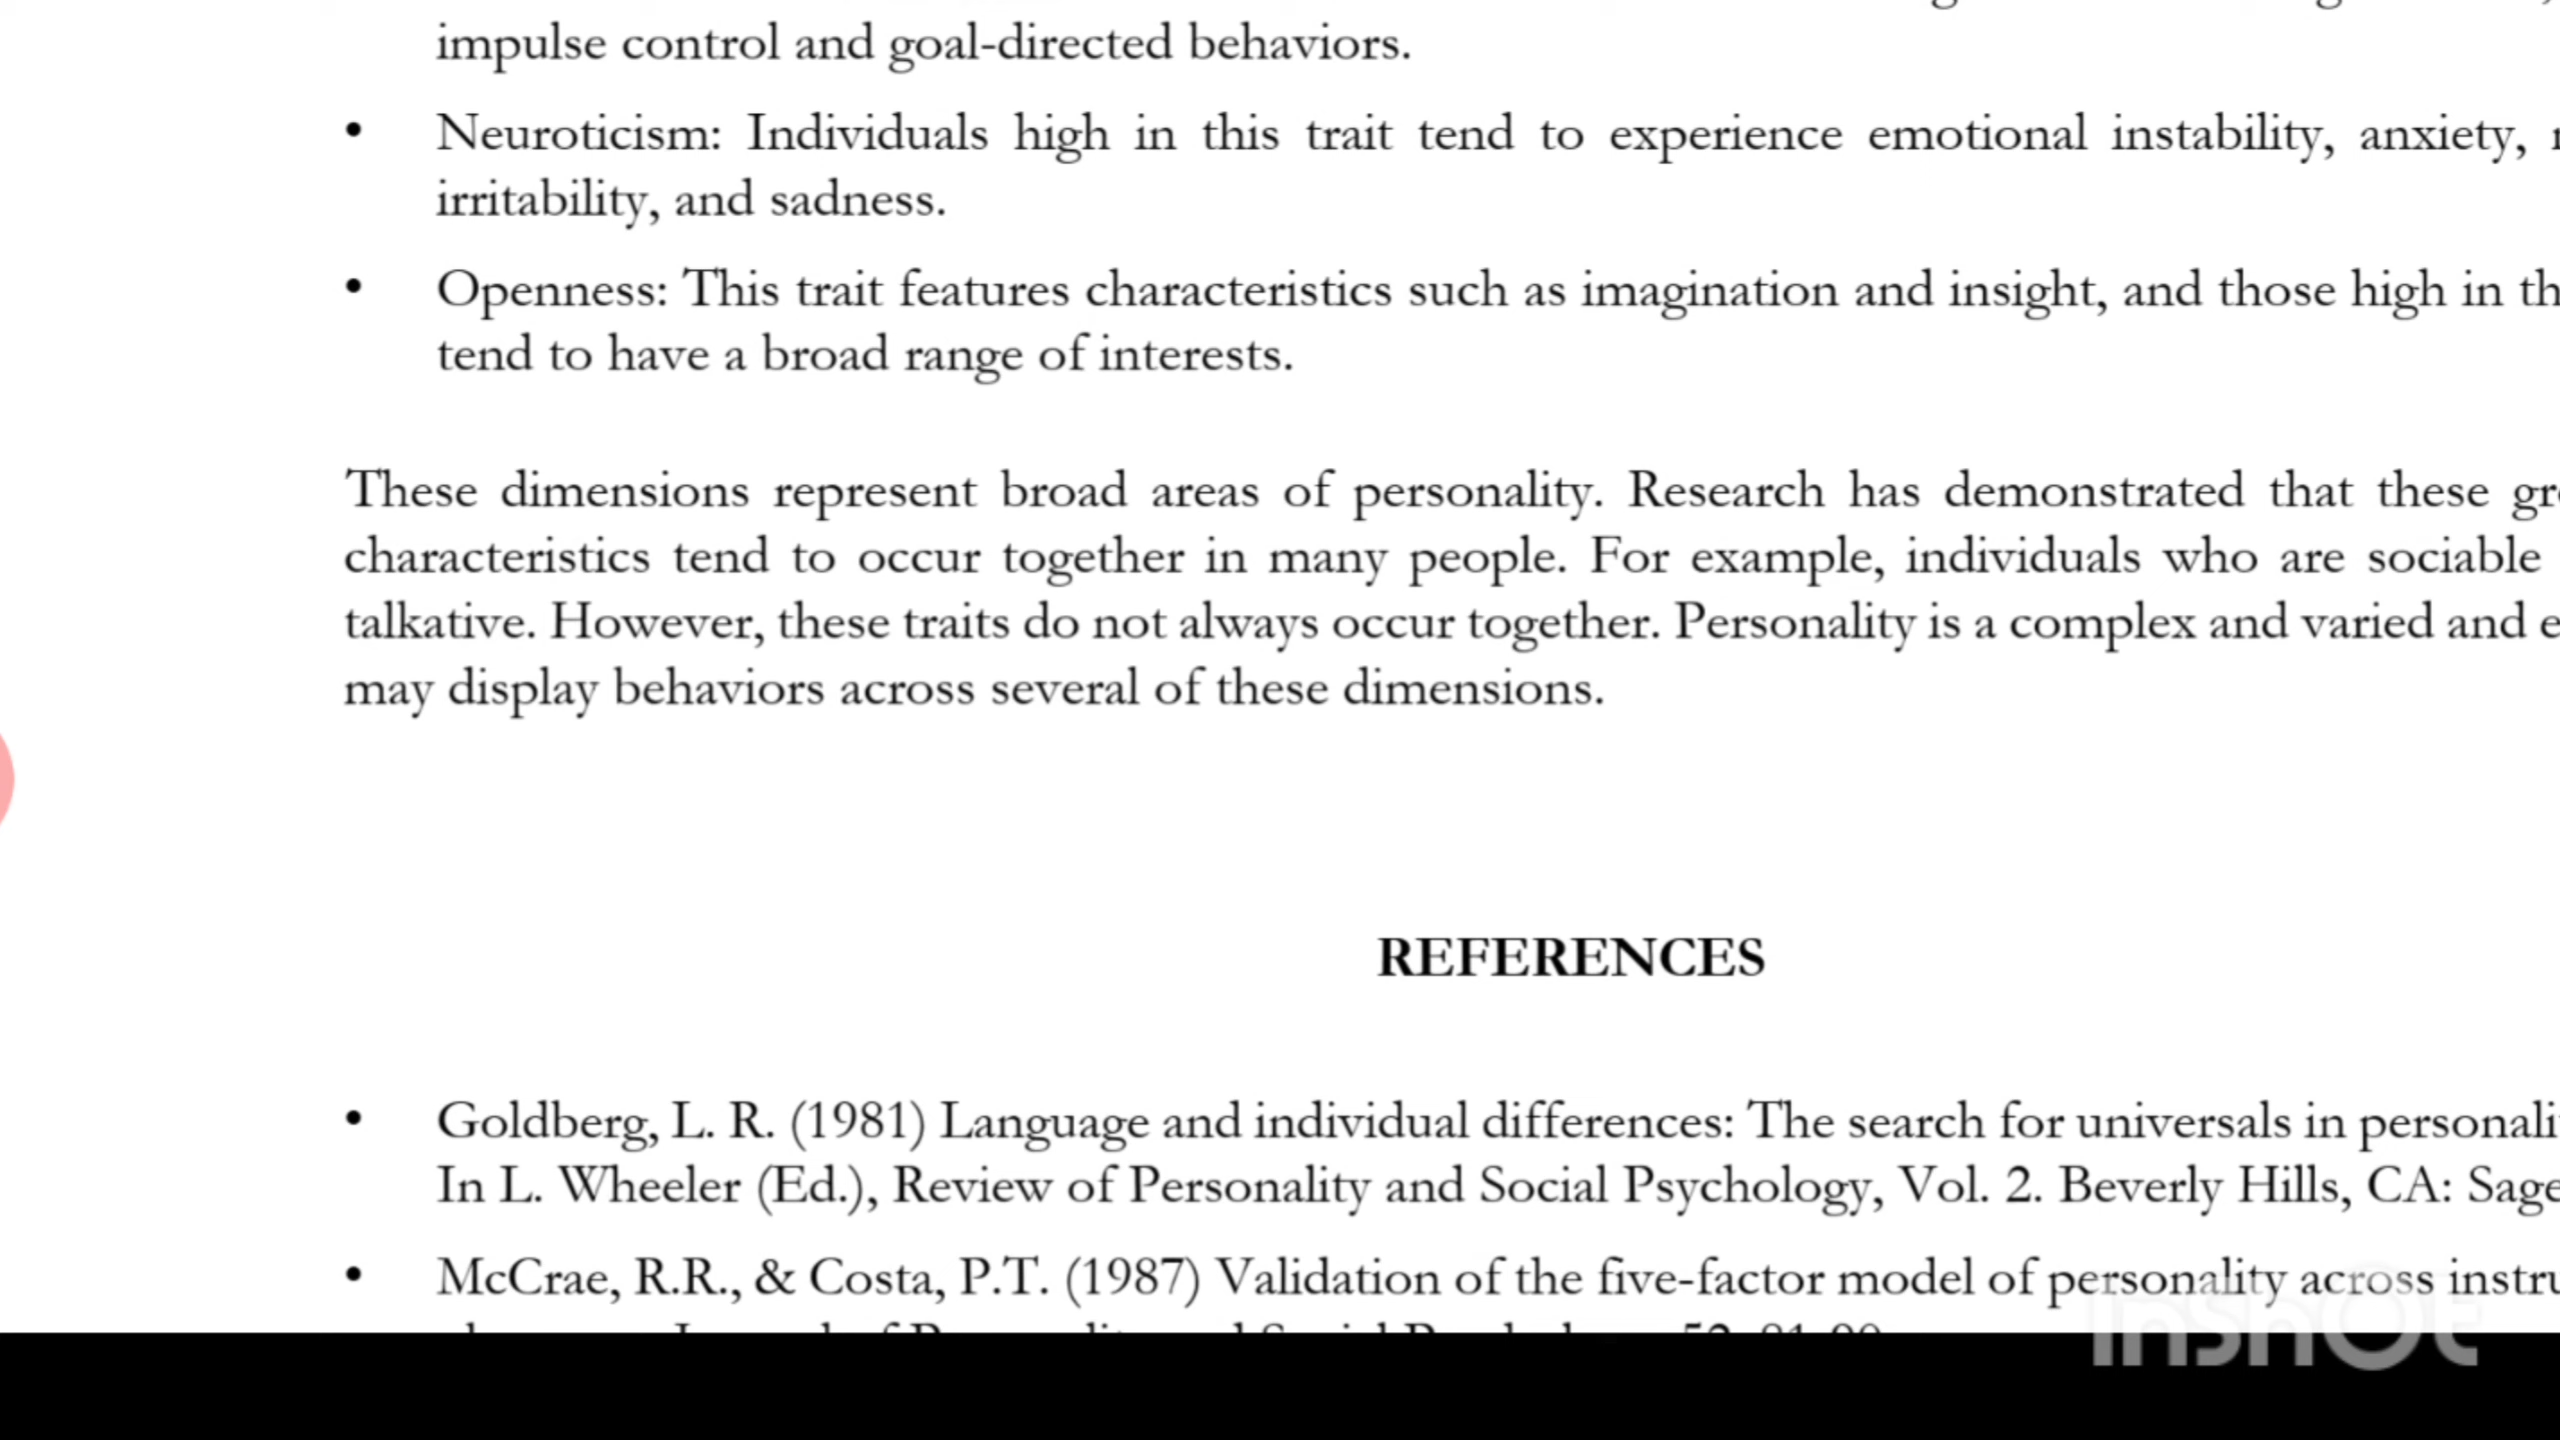 impulse control and goal-directed behaviors.
• Neuroticism: Individuals high in this trait tend to experience emotional instability, anxiety,
irritability, and sadness.
• Openness: This trait features characteristics such as imagination and insight, and those high in
tend to have a broad range of interests.
These dimensions represent broad areas of personality. Research has demonstrated that these
characteristics tend to occur together in many people. For example, individuals who are sociable
talkative. However, these traits do not always occur together. Personality is a complex and varied and
may display behaviors across several of these dimensions.
REFERENCES
• Goldberg, L. R. (1981) Language and individual differences: The search for universals in
In L. Wheeler (Ed.), Review of Personality and Social Psychology, Vol. 2. Beverly Hills, CA: Sage
• McCrae, R.R., & Costa, P.T. (1987) Validation of the five-factor model of personality across
InShOt